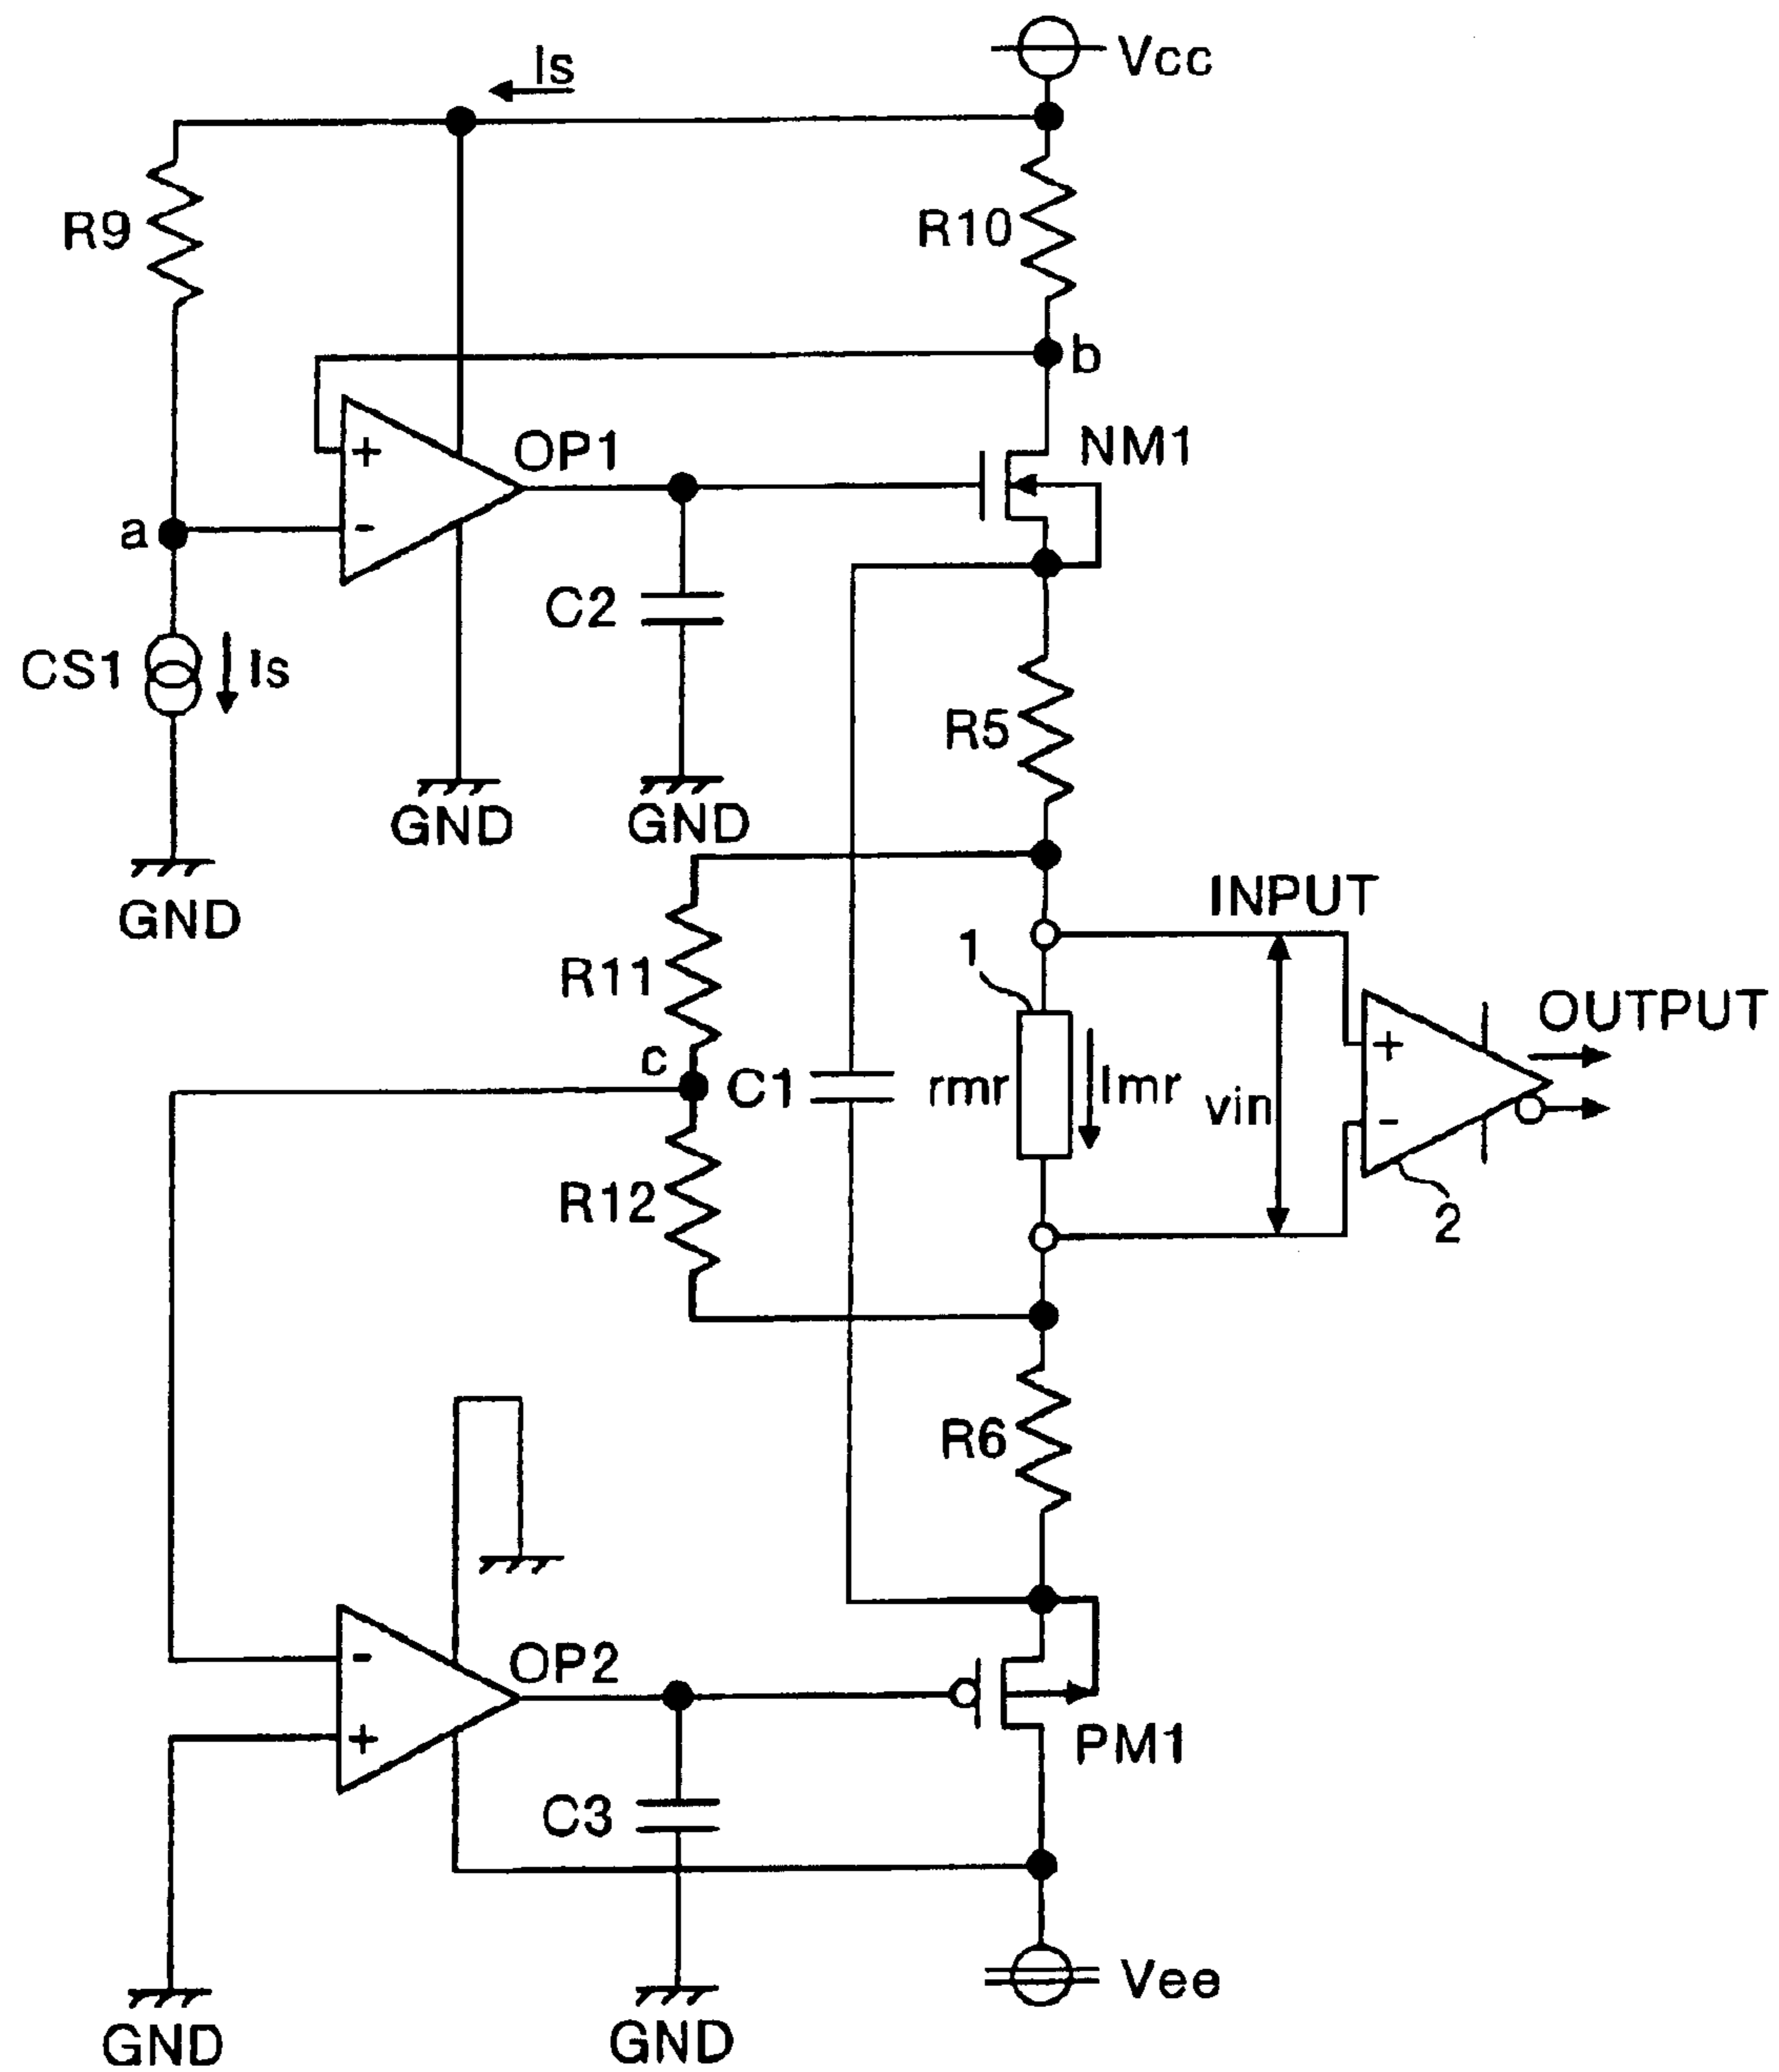 Vcc
Is
R9
R10
b
+
OP1
NM1
a
-
C2
CS1
Is
R5
GND
GND
GND
INPUT
1
R11
OUTPUT
c
C1
rmr
Imr
vin
+
-
R12
2
R6
-
OP2
+
PM1
C3
Vee
GND
GND